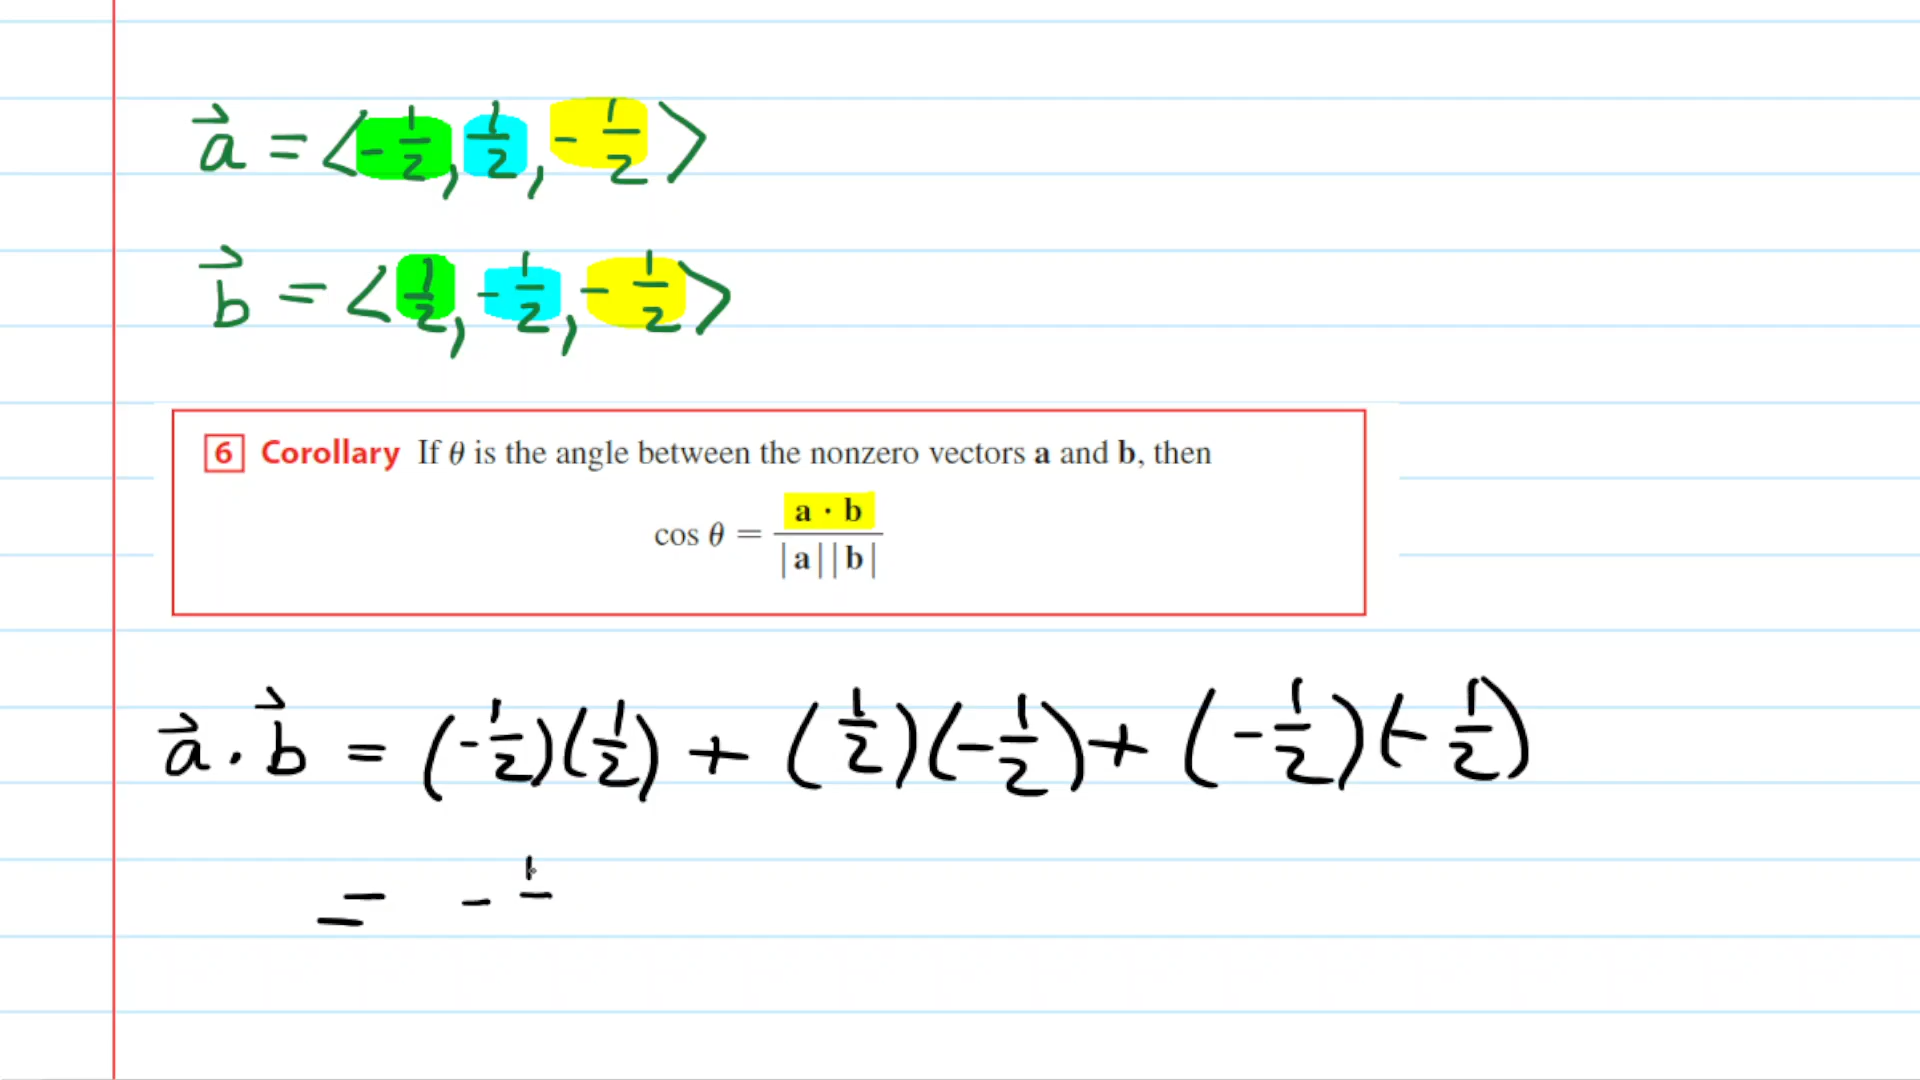 a⃗ = ⟨-1/2, 1/2, -1/2⟩
b⃗ = ⟨1/2, -1/2, -1/2⟩
6 Corollary If θ is the angle between the nonzero vectors a and b, then
cos θ = a · b / |a||b|
a⃗ · b⃗ = (-1/2)(1/2) + (1/2)(-1/2) + (-1/2)(-1/2)
= - 1/